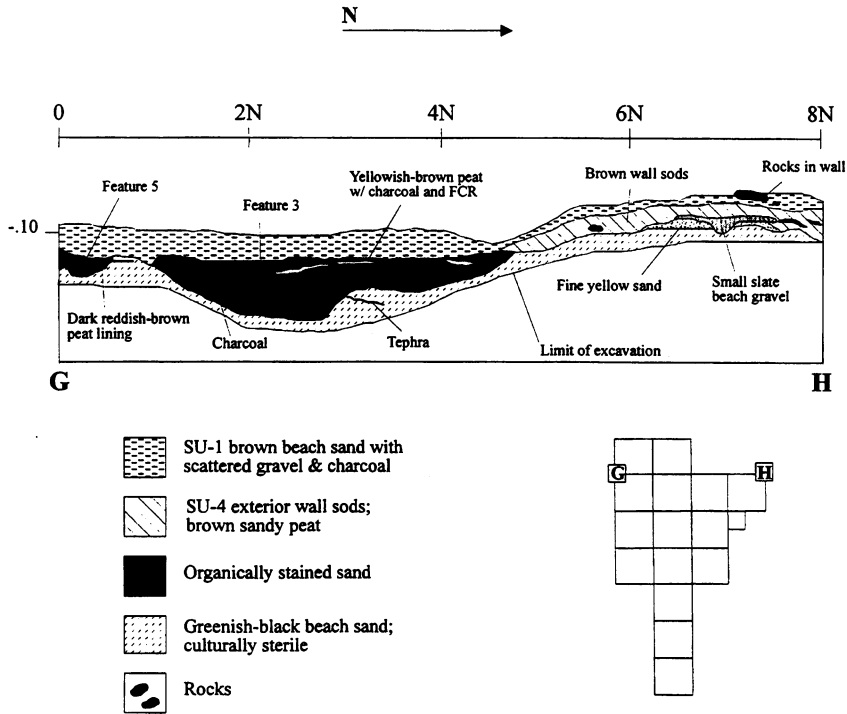 N
0 2N 4N 6N 8N
Feature 5
Feature 3
Yellowish-brown peat
w/ charcoal and FCR
Brown wall sods
Rocks in wall
-.10
Dark reddish-brown
peat lining
Charcoal
Tephra
Limit of excavation
Fine yellow sand
Small slate
beach gravel
G H
SU-1 brown beach sand with
scattered gravel & charcoal
SU-4 exterior wall sods;
brown sandy peat
Organically stained sand
Greenish-black beach sand;
culturally sterile
Rocks
G H